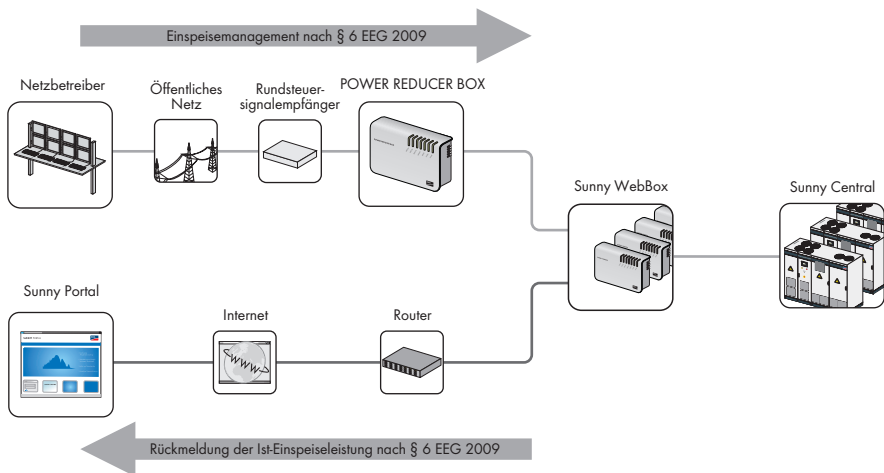 Einspeisemanagement nach § 6 EEG 2009
Netzbetreiber
Öffentliches
Netz
Rundsteuer-
signalempfänger
POWER REDUCER BOX
Sunny WebBox
Sunny Central
Sunny Portal
Internet
WWW
Router
Rückmeldung der Ist-Einspeiseleistung nach § 6 EEG 2009